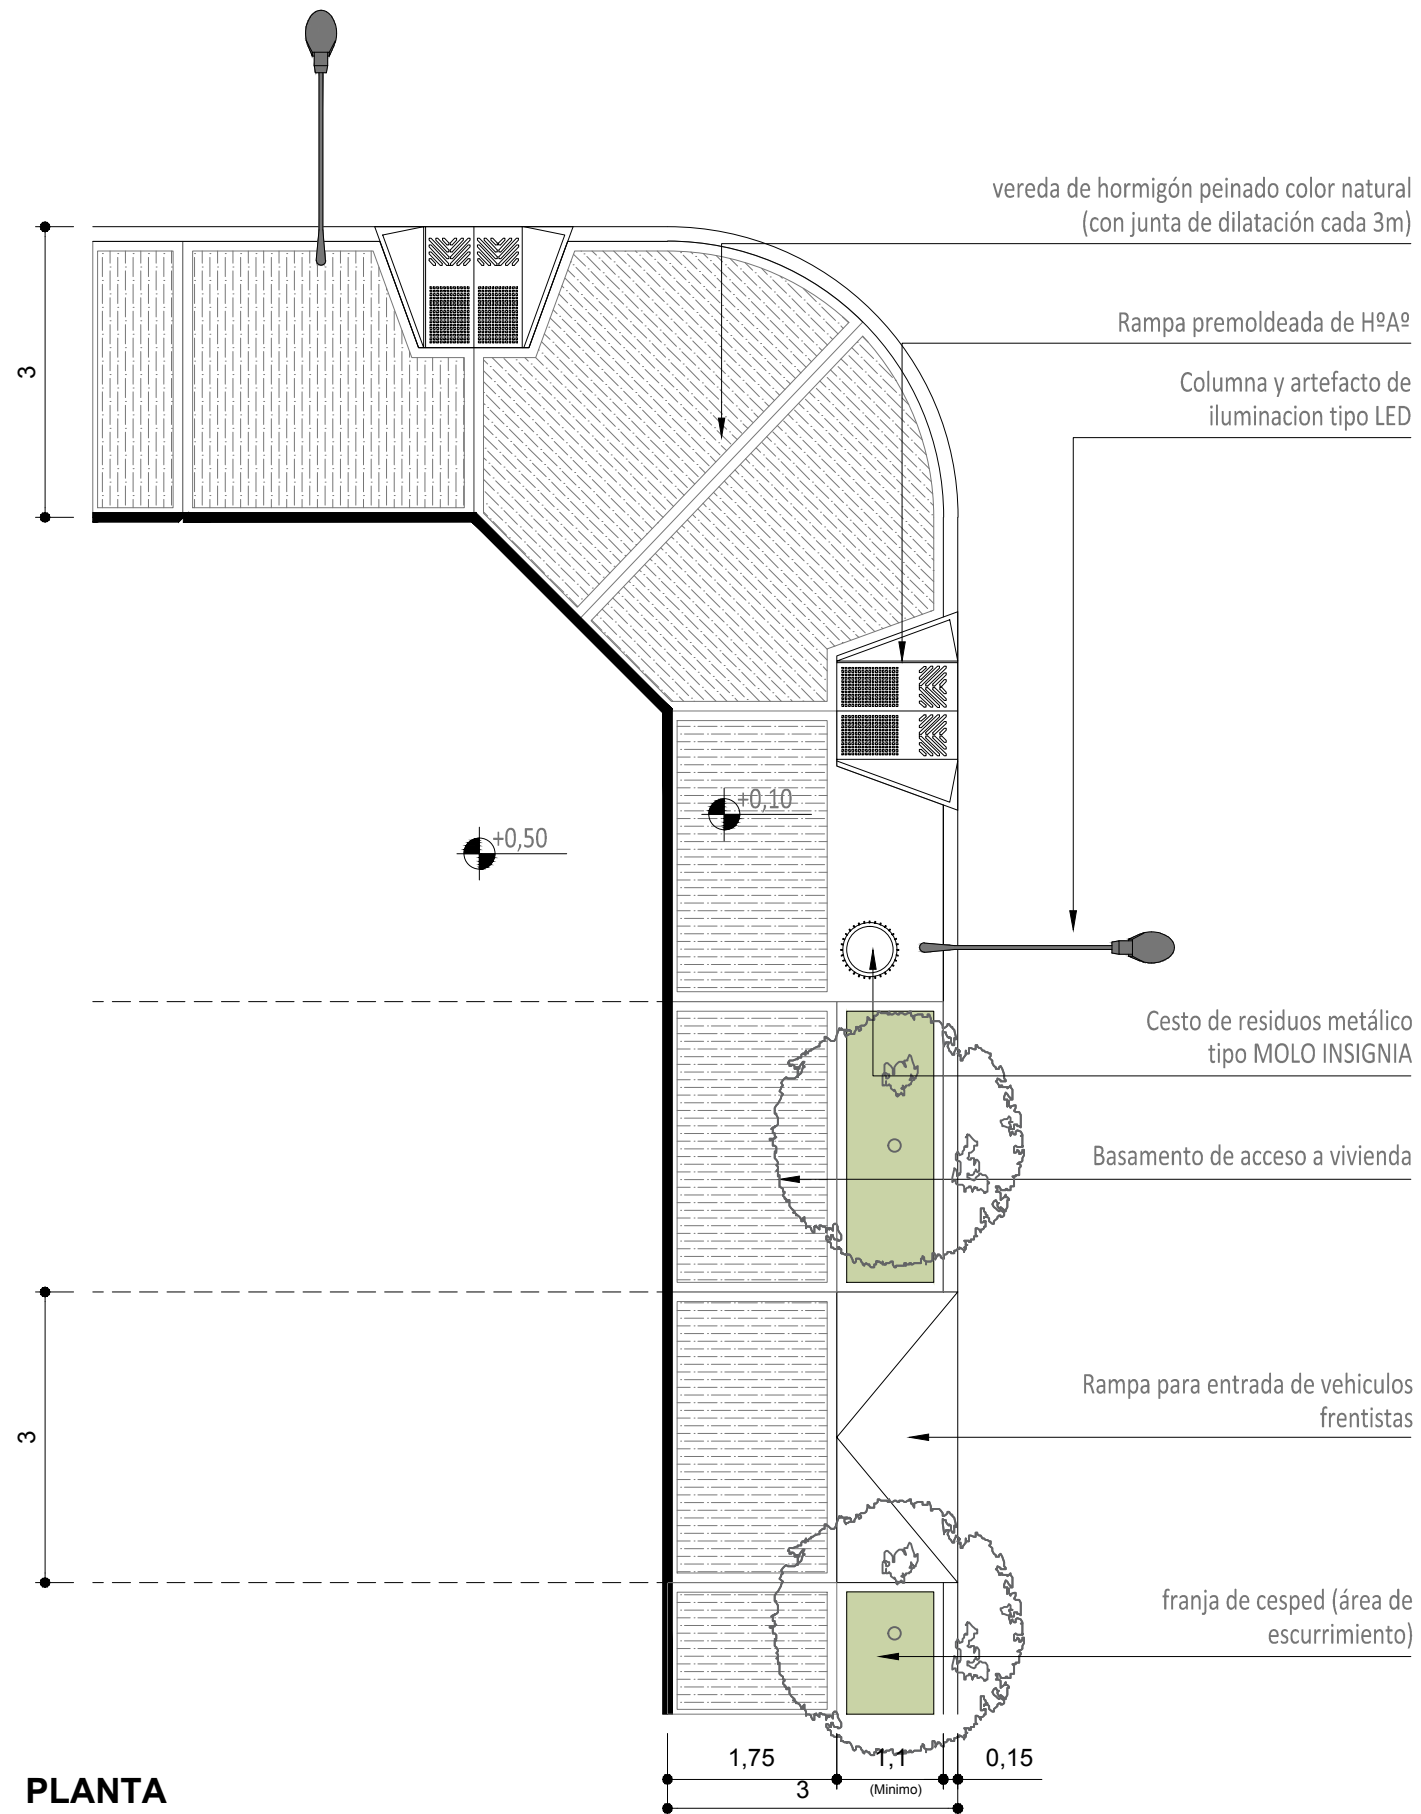 vereda de hormigón peinado color natural
(con junta de dilatación cada 3m)
Rampa premoldeada de HºAº
3
Columna y artefacto de
iluminacion tipo LED
+0,10
+0,50
Cesto de residuos metálico
tipo MOLO INSIGNIA
Basamento de acceso a vivienda
Rampa para entrada de vehiculos
frentistas
3
franja de cesped (área de
escurrimiento)
1,75
1,1
0,15
(Minimo)
3
PLANTA